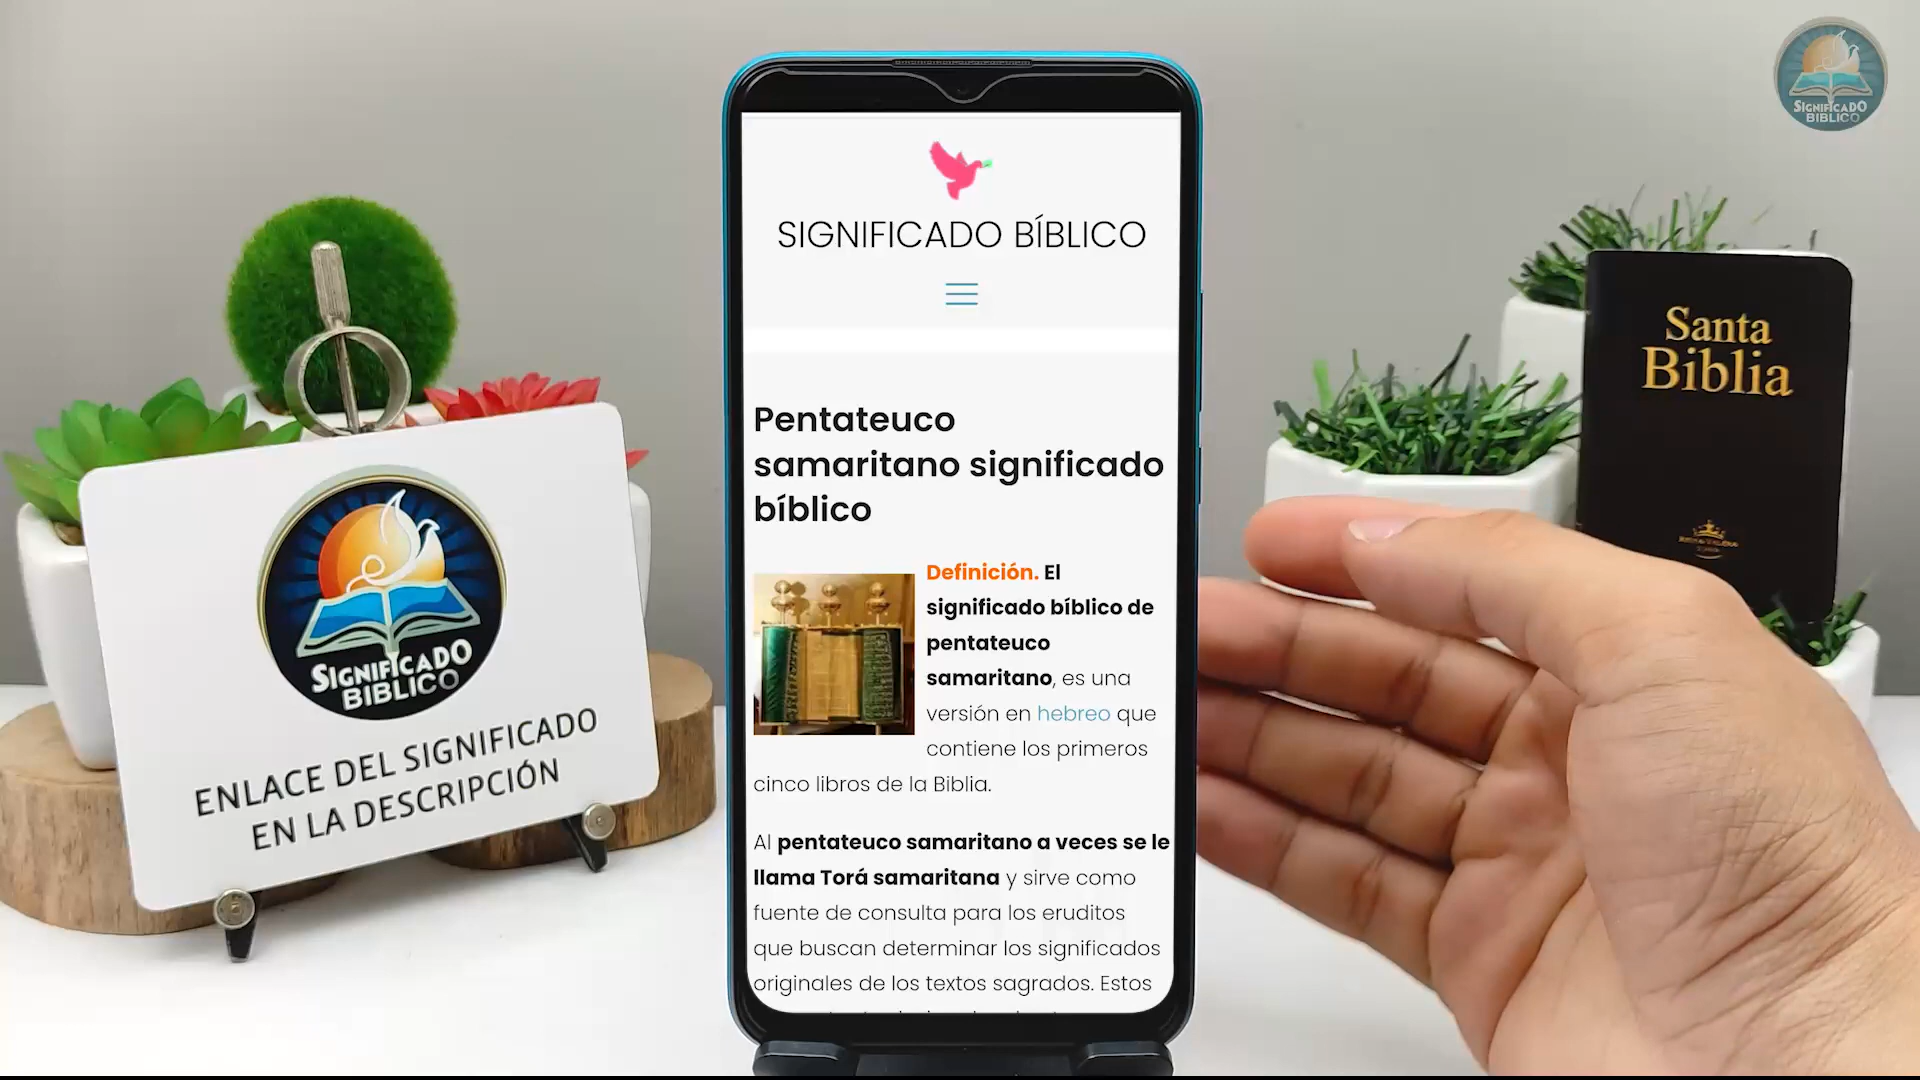 SIGNIFICADO
BIBLICO
SIGNIFICADO BÍBLICO
Pentateuco
samaritano significado
bíblico
Definición. El
significado bíblico de
pentateuco
samaritano, es una
versión en hebreo que
contiene los primeros
cinco libros de la Biblia.
Al pentateuco samaritano a veces se le
llama Torá samaritana y sirve como
fuente de consulta para los eruditos
que buscan determinar los significados
originales de los textos sagrados. Estos
SIGNIFICADO
BIBLICO
ENLACE DEL SIGNIFICADO
EN LA DESCRIPCIÓN
Santa
Biblia